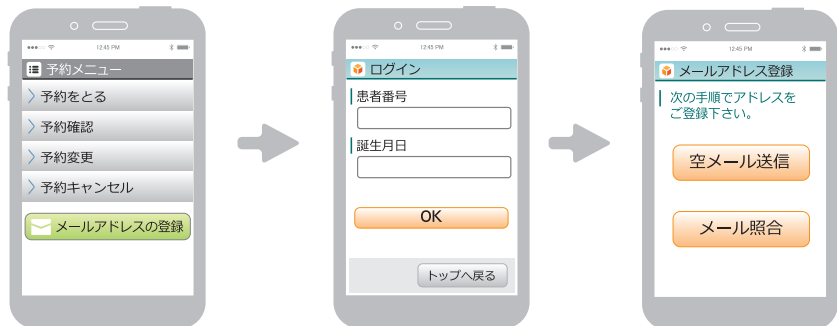 12:45 PM
予約メニュー
予約をとる
予約確認
予約変更
予約キャンセル
メールアドレスの登録
12:45 PM
ログイン
患者番号
誕生月日
OK
トップへ戻る
12:45 PM
メールアドレス登録
次の手順でアドレスを
ご登録下さい。
空メール送信
メール照合